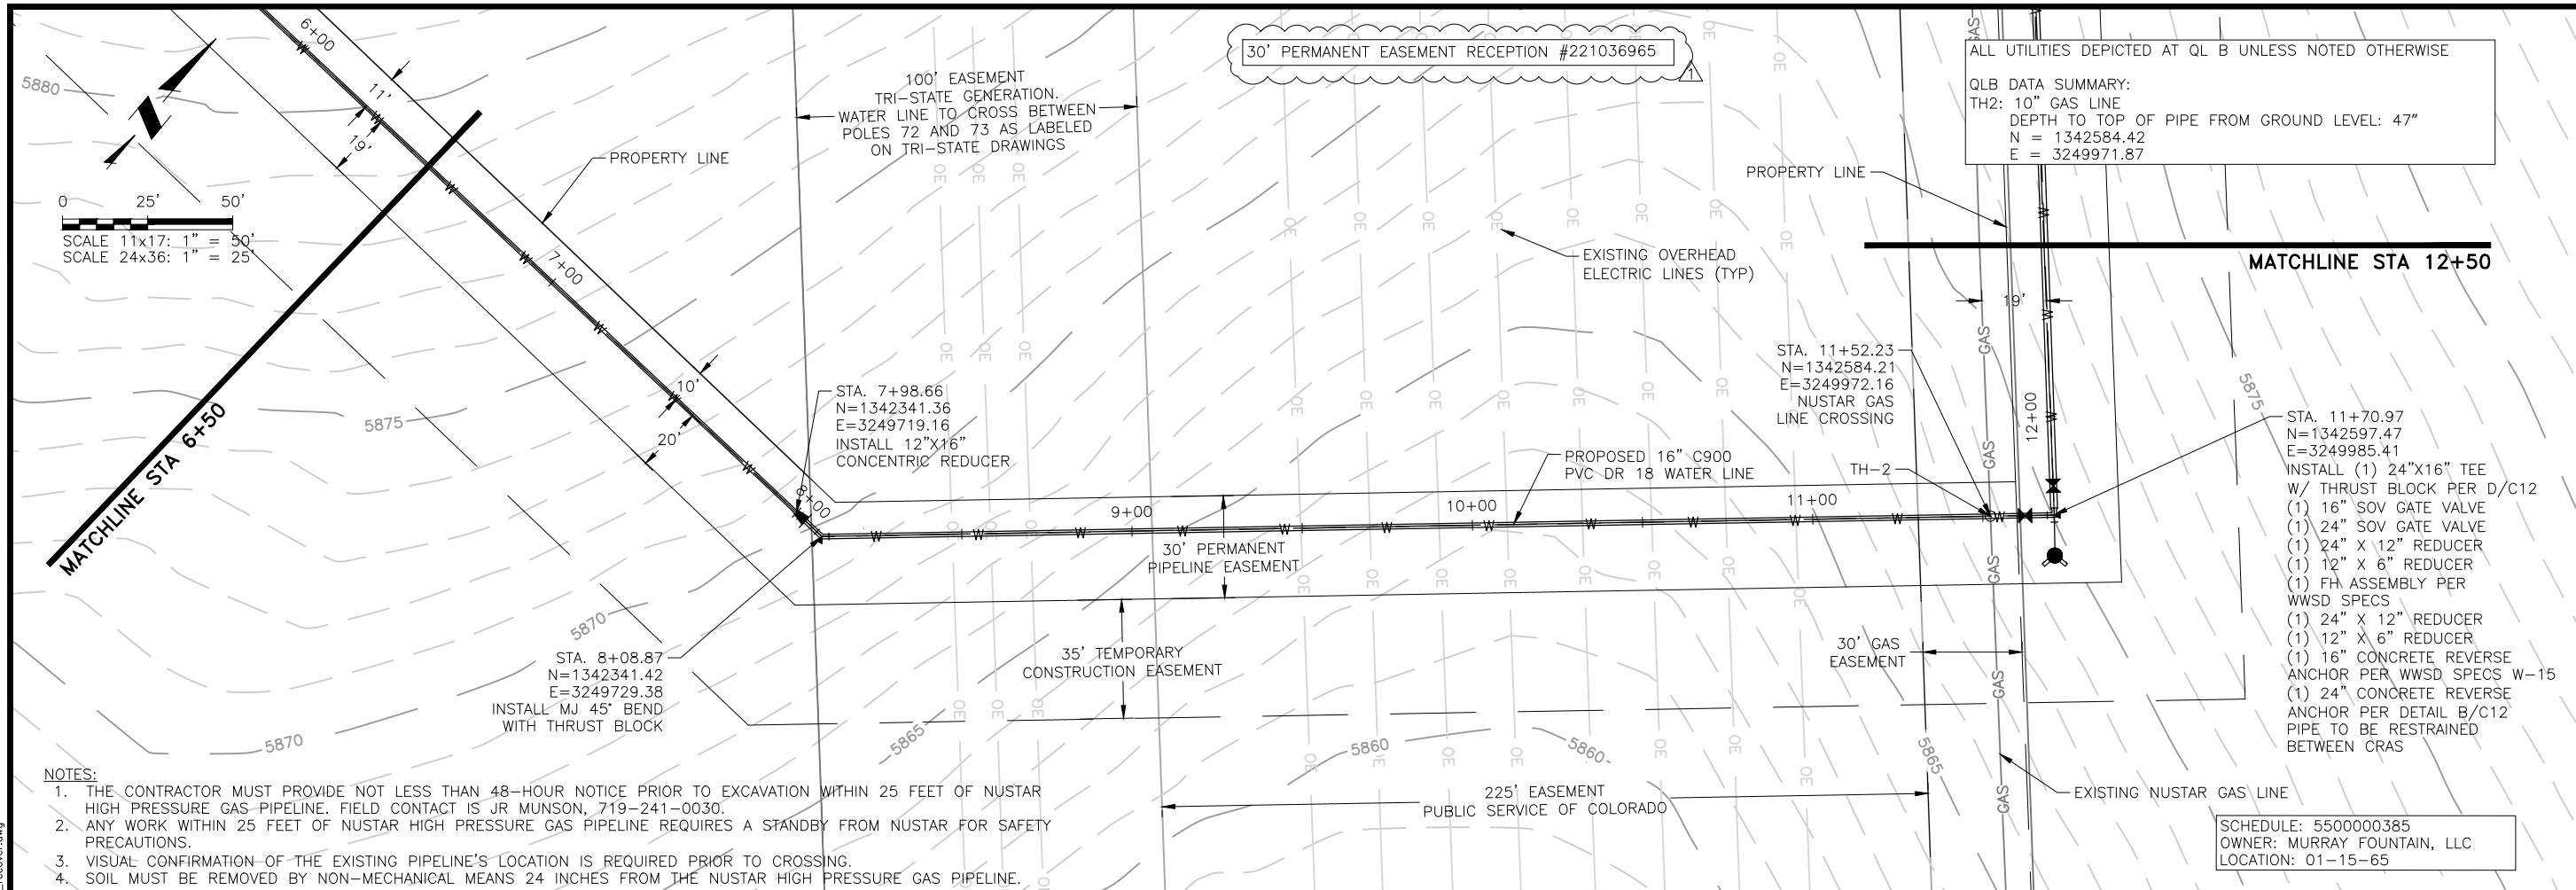 6+00
11'
19'
5880
0 25' 50'
SCALE 11x17: 1" = 50'
SCALE 24x36: 1" = 25'
MATCHLINE STA 6+50
PROPERTY LINE
100' EASEMENT
TRI-STATE GENERATION.
WATER LINE TO CROSS BETWEEN
POLES 72 AND 73 AS LABELED
ON TRI-STATE DRAWINGS
30' PERMANENT EASEMENT RECEPTION #221036965
1
ALL UTILITIES DEPICTED AT QL B UNLESS NOTED OTHERWISE
QLB DATA SUMMARY:
TH2: 10" GAS LINE
DEPTH TO TOP OF PIPE FROM GROUND LEVEL: 47"
N = 1342584.42
E = 3249971.87
PROPERTY LINE
MATCHLINE STA 12+50
19'
EXISTING OVERHEAD
ELECTRIC LINES (TYP)
7+00
10'
20'
5875
8+00
STA. 7+98.66
N=1342341.36
E=3249719.16
INSTALL 12"X16"
CONCENTRIC REDUCER
STA. 11+52.23
N=1342584.21
E=3249972.16
NUSTAR GAS
LINE CROSSING
TH-2
PROPOSED 16" C900
PVC DR 18 WATER LINE
9+00
10+00
11+00
12+00
5875
STA. 11+70.97
N=1342597.47
E=3249985.41
INSTALL (1) 24"X16" TEE
W/ THRUST BLOCK PER D/C12
(1) 16" SOV GATE VALVE
(1) 24" SOV GATE VALVE
(1) 24" X 12" REDUCER
(1) 12" X 6" REDUCER
(1) FH ASSEMBLY PER
WWSD SPECS
(1) 24" X 12" REDUCER
(1) 12" X 6" REDUCER
(1) 16" CONCRETE REVERSE
ANCHOR PER WWSD SPECS W-15
(1) 24" CONCRETE REVERSE
ANCHOR PER DETAIL B/C12
PIPE TO BE RESTRAINED
BETWEEN CRAS
30' PERMANENT
PIPELINE EASEMENT
35' TEMPORARY
CONSTRUCTION EASEMENT
30' GAS
EASEMENT
5870
STA. 8+08.87
N=1342341.42
E=3249729.38
INSTALL MJ 45° BEND
WITH THRUST BLOCK
5870
5865
5860
5860
5865
225' EASEMENT
PUBLIC SERVICE OF COLORADO
EXISTING NUSTAR GAS LINE
GAS
GAS
GAS
GAS
GAS
GAS
NOTES:
1. THE CONTRACTOR MUST PROVIDE NOT LESS THAN 48-HOUR NOTICE PRIOR TO EXCAVATION WITHIN 25 FEET OF NUSTAR
HIGH PRESSURE GAS PIPELINE. FIELD CONTACT IS JR MUNSON, 719-241-0030.
2. ANY WORK WITHIN 25 FEET OF NUSTAR HIGH PRESSURE GAS PIPELINE REQUIRES A STANDBY FROM NUSTAR FOR SAFETY
PRECAUTIONS.
3. VISUAL CONFIRMATION OF THE EXISTING PIPELINE'S LOCATION IS REQUIRED PRIOR TO CROSSING.
4. SOIL MUST BE REMOVED BY NON-MECHANICAL MEANS 24 INCHES FROM THE NUSTAR HIGH PRESSURE GAS PIPELINE.
SCHEDULE: 5500000385
OWNER: MURRAY FOUNTAIN, LLC
LOCATION: 01-15-65